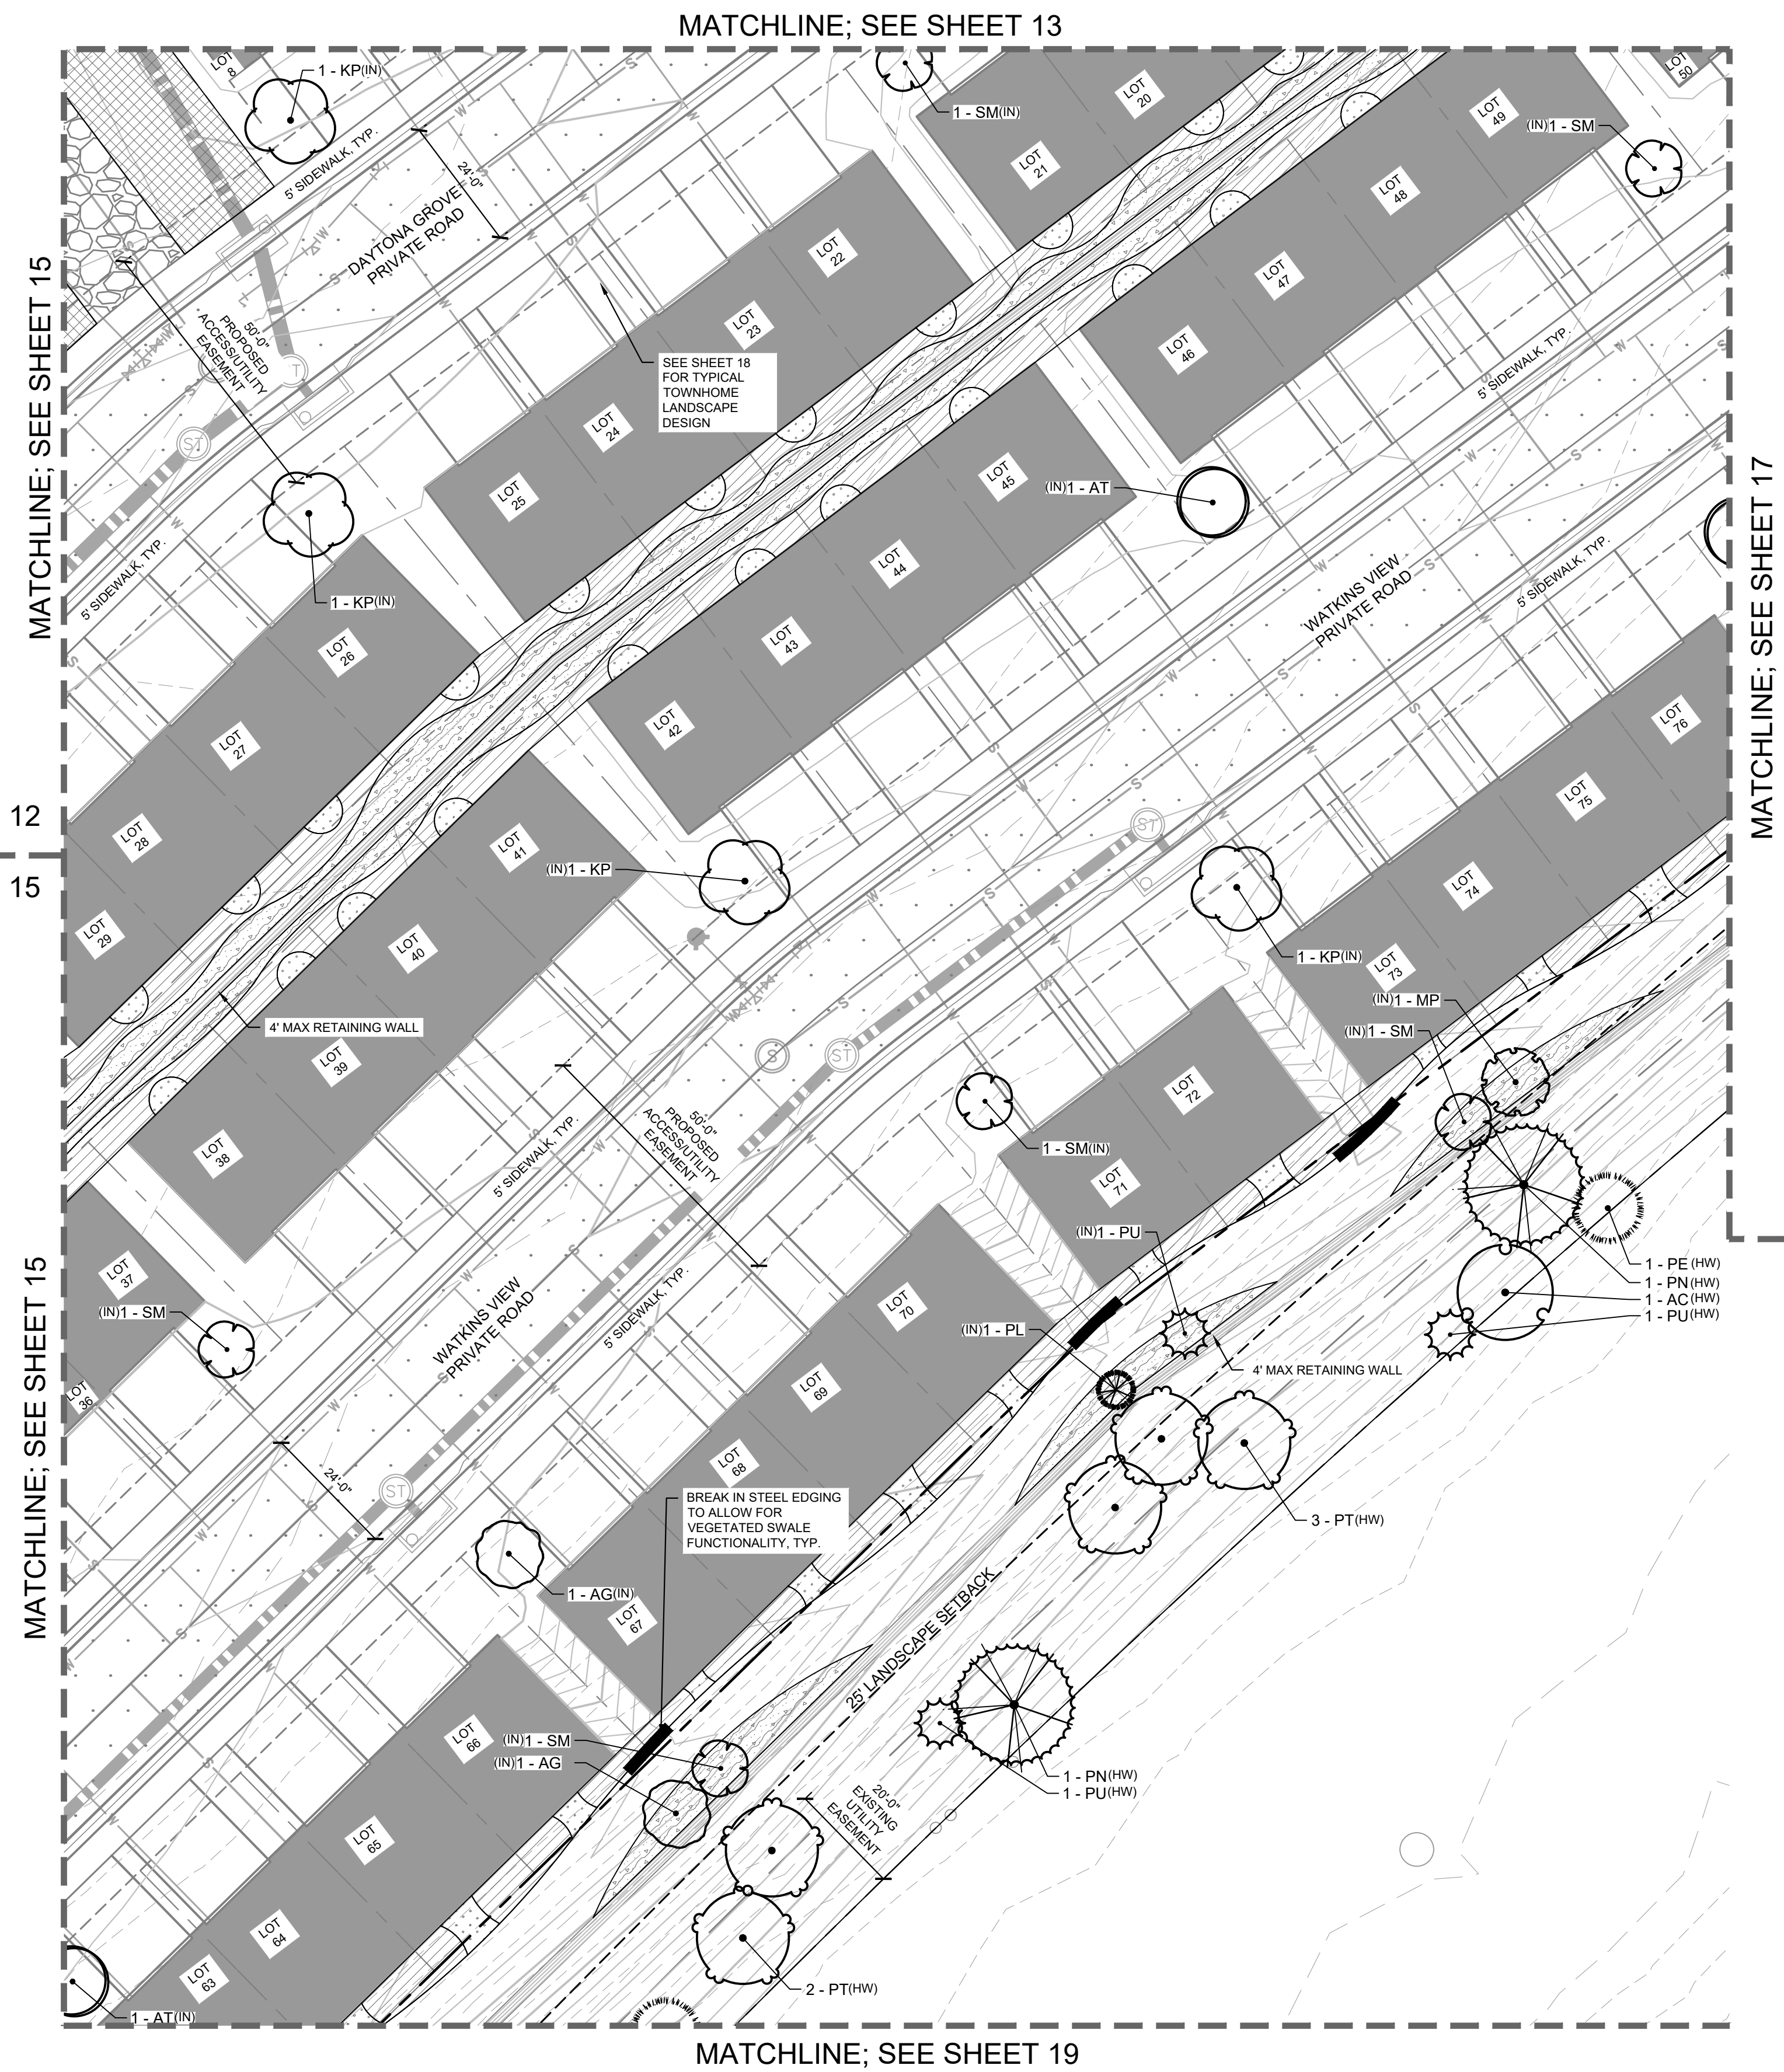 MATCHLINE; SEE SHEET 13
LOT
8
1 - KP(IN)
5' SIDEWALK, TYP.
24'-0"
DAYTONA GROVE
PRIVATE ROAD
1 - SM(IN)
LOT
20
LOT
21
LOT
49
LOT
50
(IN)1 - SM
LOT
48
LOT
47
LOT
46
LOT
22
LOT
23
LOT
24
LOT
25
50'-0"
PROPOSED
ACCESS/UTILITY
EASEMENT
SEE SHEET 18
FOR TYPICAL
TOWNHOME
LANDSCAPE
DESIGN
MATCHLINE; SEE SHEET 15
MATCHLINE; SEE SHEET 17
T
ST
5' SIDEWALK, TYP.
5' SIDEWALK, TYP.
5' SIDEWALK, TYP.
1 - KP(IN)
(IN)1 - AT
LOT
45
LOT
44
LOT
43
LOT
42
WATKINS VIEW
PRIVATE ROAD
LOT
26
LOT
27
LOT
28
LOT
29
12
15
LOT
41
LOT
40
LOT
39
LOT
38
LOT
37
LOT
36
(IN)1 - KP
4' MAX RETAINING WALL
ST
ST
S
LOT
76
LOT
75
LOT
74
LOT
73
1 - KP(IN)
(IN)1 - MP
(IN)1 - SM
LOT
72
LOT
71
1 - SM(IN)
50'-0"
PROPOSED
ACCESS/UTILITY
EASEMENT
5' SIDEWALK, TYP.
5' SIDEWALK, TYP.
WATKINS VIEW
PRIVATE ROAD
(IN)1 - SM
(IN)1 - PU
(IN)1 - PL
4' MAX RETAINING WALL
1 - PE(HW)
1 - PN(HW)
1 - AC(HW)
1 - PU(HW)
MATCHLINE; SEE SHEET 15
LOT
70
LOT
69
LOT
68
LOT
67
24'-0"
ST
BREAK IN STEEL EDGING
TO ALLOW FOR
VEGETATED SWALE
FUNCTIONALITY, TYP.
3 - PT(HW)
1 - AG(IN)
25' LANDSCAPE SETBACK
(IN)1 - SM
(IN)1 - AG
LOT
66
LOT
65
LOT
64
LOT
63
20'-0"
EXISTING
UTILITY
EASEMENT
1 - PN(HW)
1 - PU(HW)
2 - PT(HW)
1 - AT(IN)
MATCHLINE; SEE SHEET 19